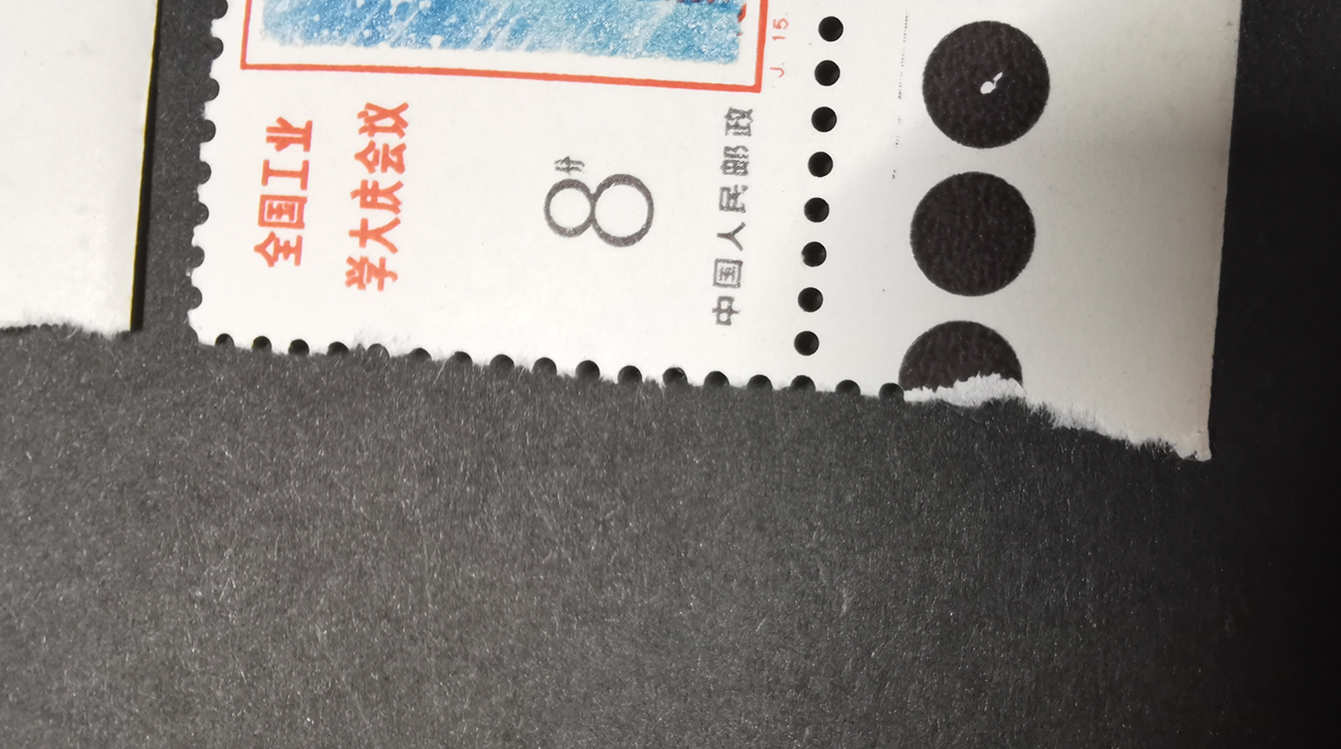 全国工业
学大庆会议
8分
中国人民邮政
J. 15.